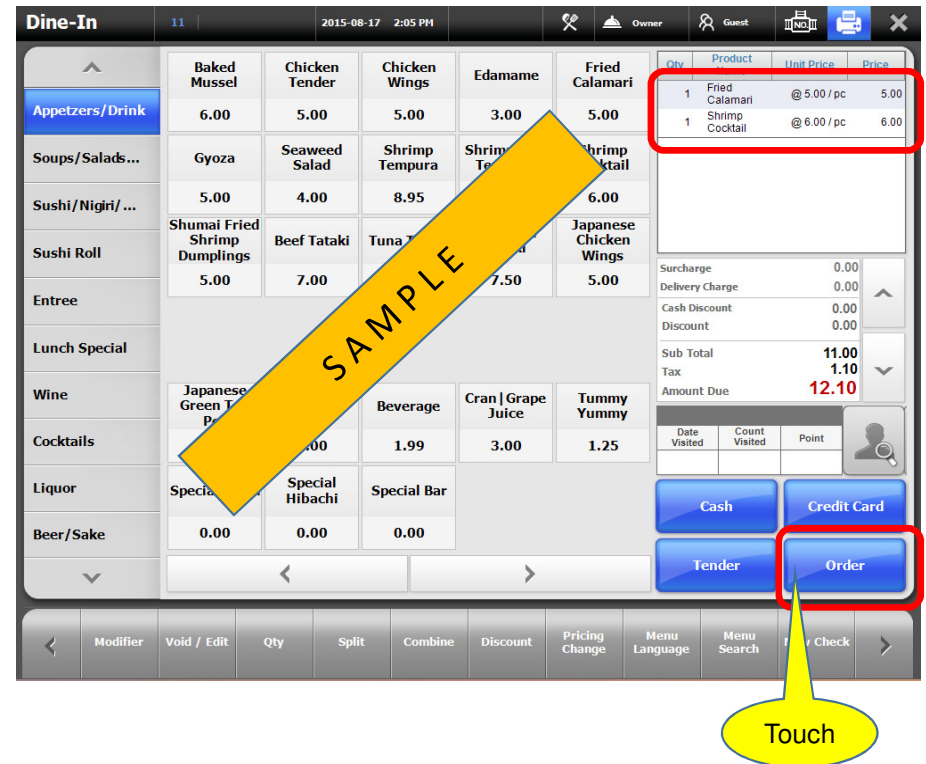 Dine-In 11 2015-08-17 2:05 PM Owner Guest NO.
Baked Mussel
6.00
Chicken Tender
5.00
Chicken Wings
5.00
Edamame
3.00
Fried Calamari
5.00
Appetzers/Drink
Soups/Salads...
Sushi/Nigiri/...
Sushi Roll
Entree
Lunch Special
Wine
Cocktails
Liquor
Beer/Sake
Gyoza
5.00
Seaweed Salad
4.00
Shrimp Tempura
8.95
6.00
Shumai Fried Shrimp Dumplings
5.00
Beef Tataki
7.00
Tuna
7.50
Japanese Chicken Wings
5.00
SAMPLE
Japanese
Green
Beverage
1.99
Cran|Grape Juice
3.00
Tummy Yummy
1.25
Special Hibachi
0.00
Special Bar
0.00
0.00
Qty Product Unit Price Price
1 Fried Calamari @ 5.00 / pc 5.00
1 Shrimp Cocktail @ 6.00 / pc 6.00
Surcharge 0.00
Delivery Charge 0.00
Cash Discount 0.00
Discount 0.00
Sub Total 11.00
Tax 1.10
Amount Due 12.10
Date Visited Count Visited Point
Cash Credit Card
Tender Order
Modifier Void / Edit Qty Split Combine Discount Pricing Change Menu Language Menu Search Check
Touch